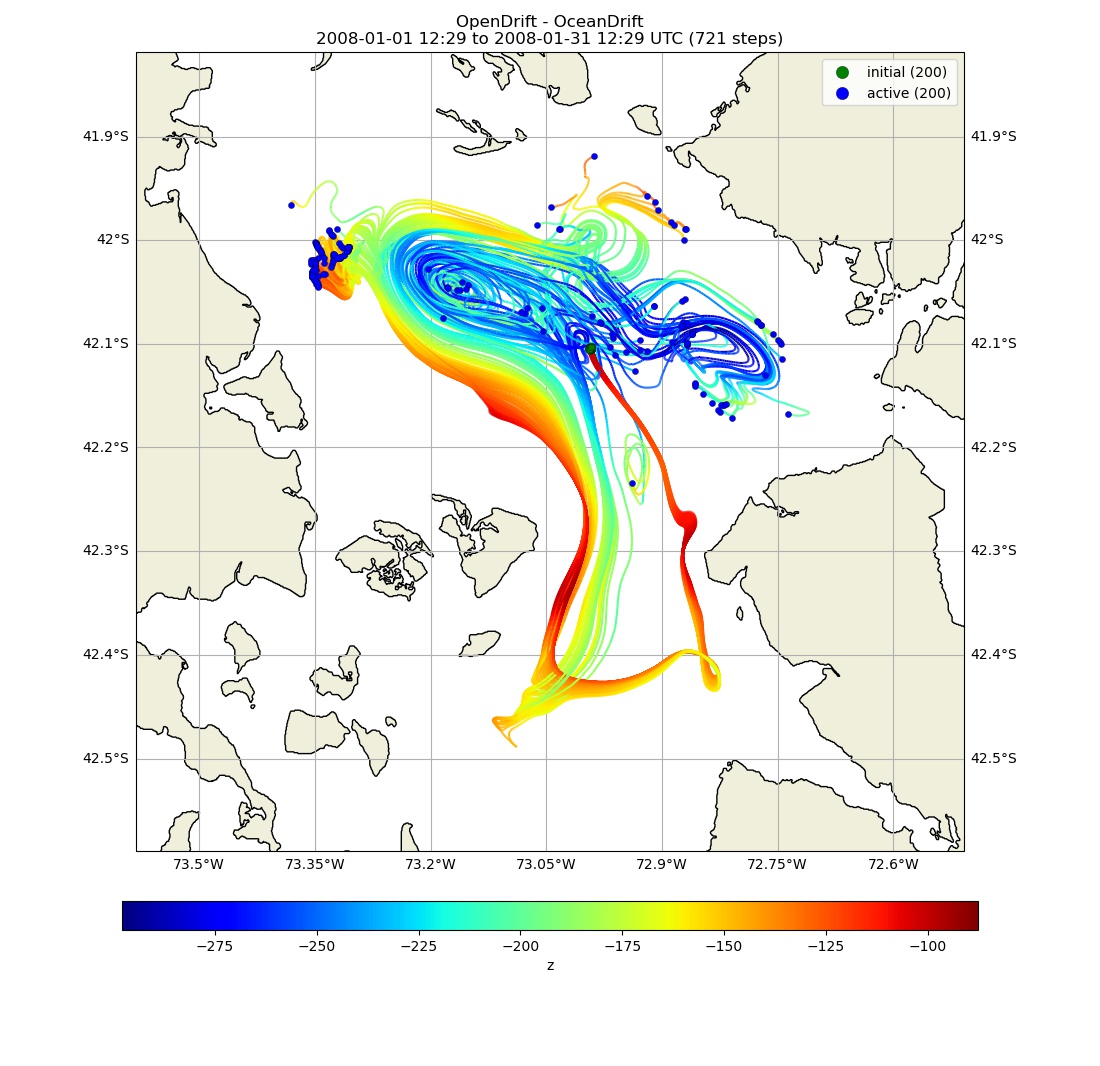 OpenDrift - OceanDrift
2008-01-01 12:29 to 2008-01-31 12:29 UTC (721 steps)
initial (200)
active (200)
41.9°S 41.9°S
42°S 42°S
42.1°S 42.1°S
42.2°S 42.2°S
42.3°S 42.3°S
42.4°S 42.4°S
42.5°S 42.5°S
73.5°W 73.35°W 73.2°W 73.05°W 72.9°W 72.75°W 72.6°W
−275 −250 −225 −200 −175 −150 −125 −100
z